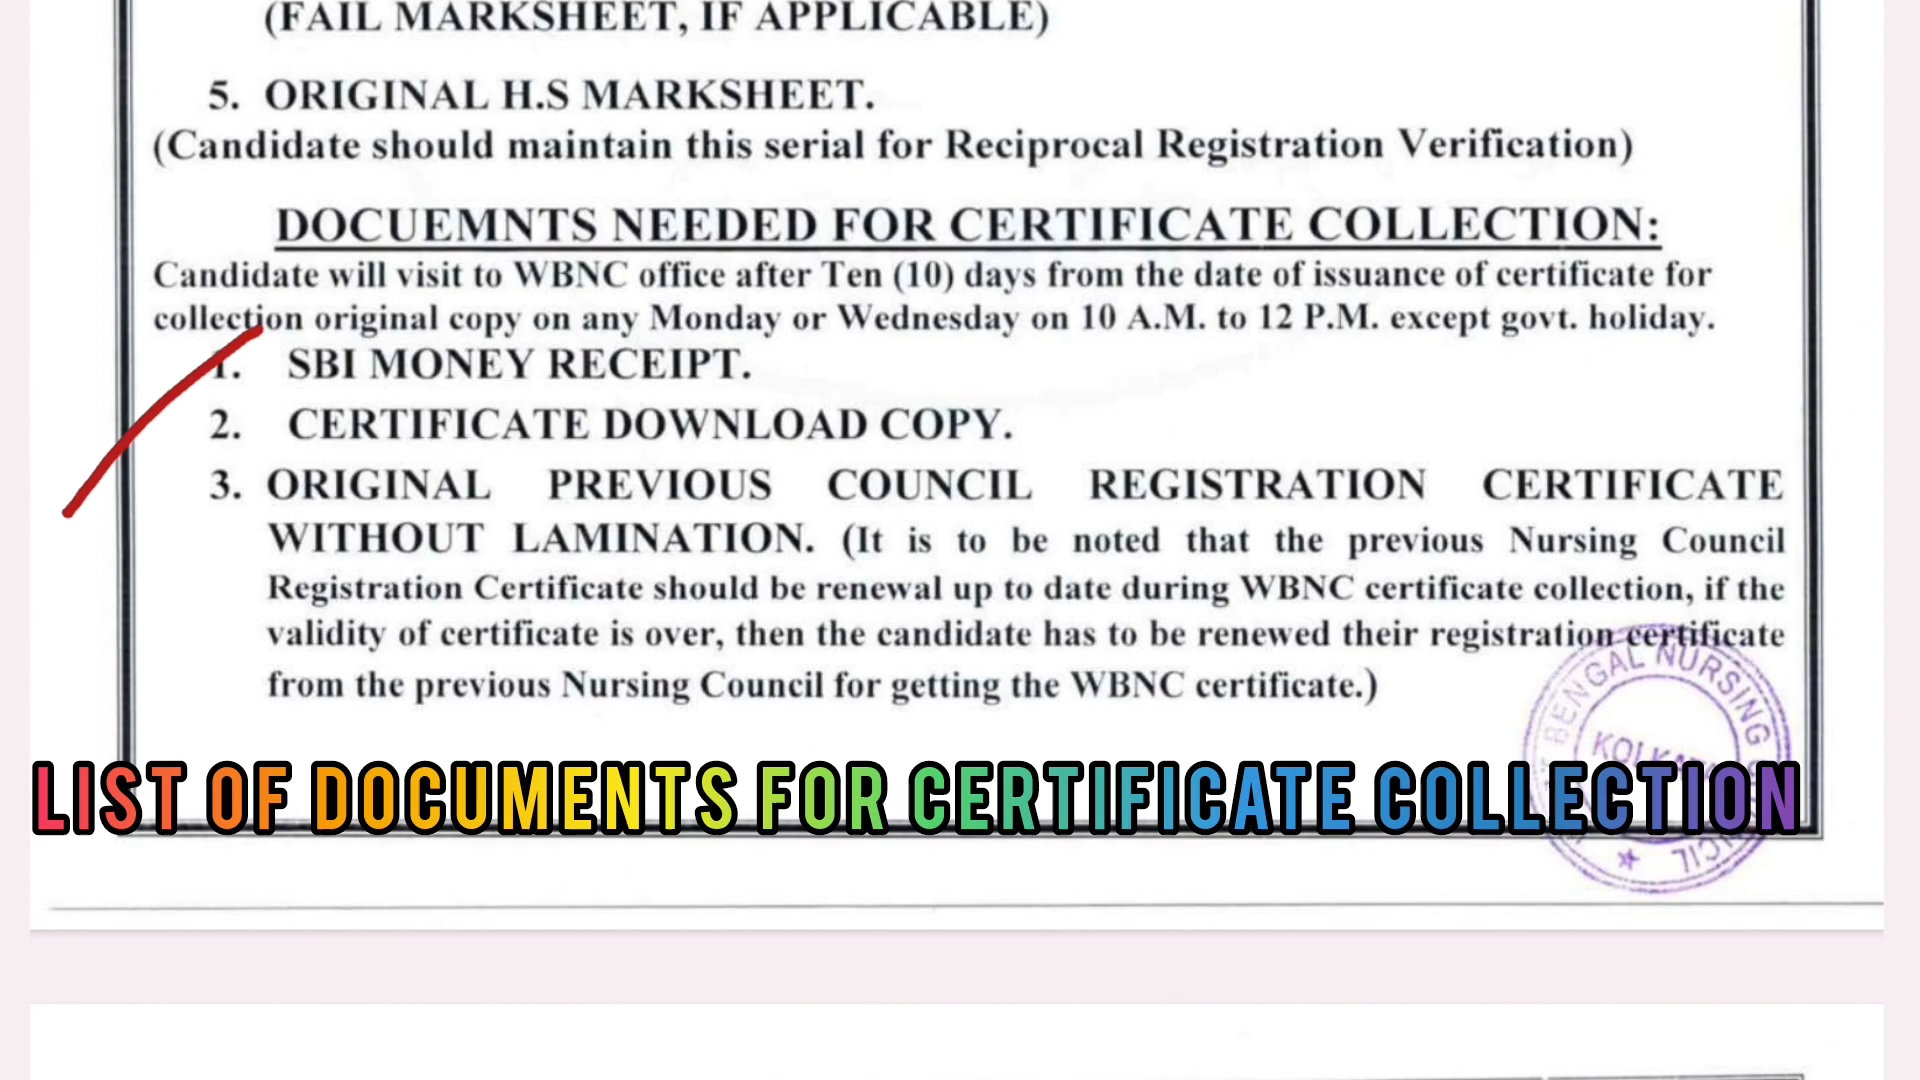 (FAIL MARKSHEET, IF APPLICABLE)
5. ORIGINAL H.S MARKSHEET.
(Candidate should maintain this serial for Reciprocal Registration Verification)
DOCUEMNTS NEEDED FOR CERTIFICATE COLLECTION:
Candidate will visit to WBNC office after Ten (10) days from the date of issuance of certificate for
collection original copy on any Monday or Wednesday on 10 A.M. to 12 P.M. except govt. holiday.
1. SBI MONEY RECEIPT.
2. CERTIFICATE DOWNLOAD COPY.
3. ORIGINAL PREVIOUS COUNCIL REGISTRATION CERTIFICATE
WITHOUT LAMINATION. (It is to be noted that the previous Nursing Council
Registration Certificate should be renewal up to date during WBNC certificate collection, if the
validity of certificate is over, then the candidate has to be renewed their registration certificate
from the previous Nursing Council for getting the WBNC certificate.)
BENGAL NURSING
LIST OF DOCUMENTS FOR CERTIFICATE COLLECTION